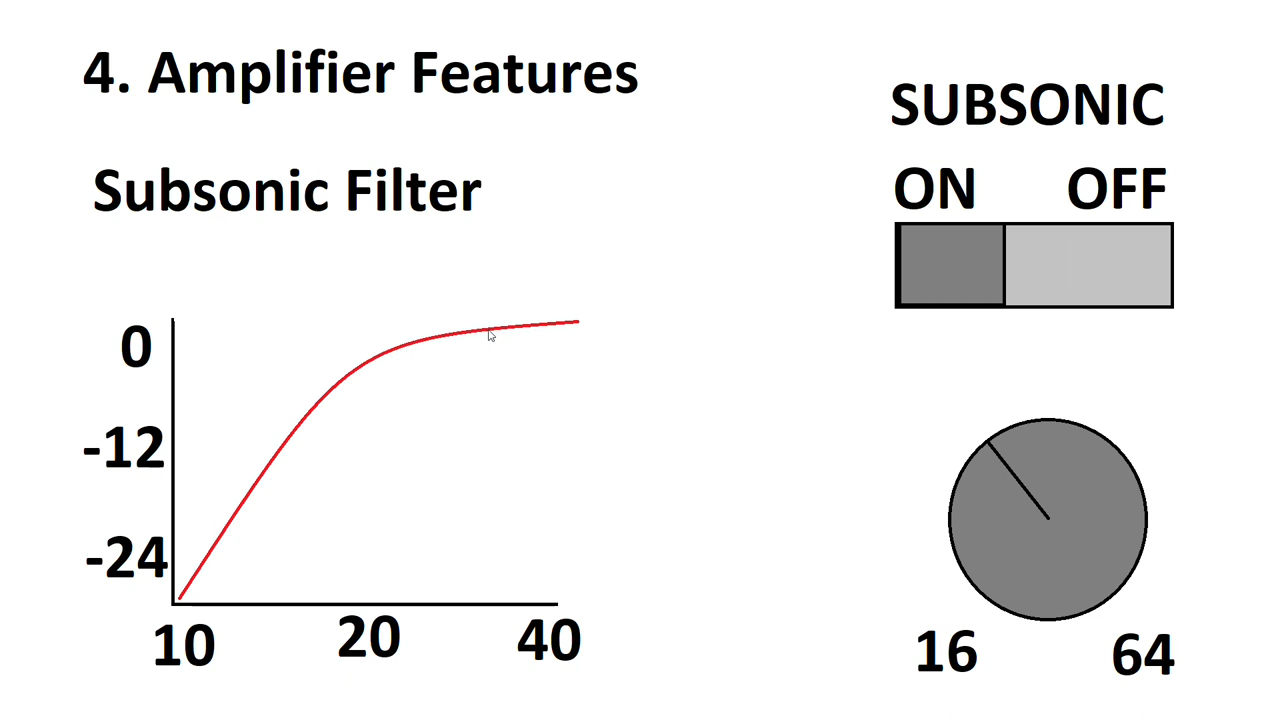 4. Amplifier Features
Subsonic Filter
0
-12
-24
10 20 40
SUBSONIC
ON OFF
16 64